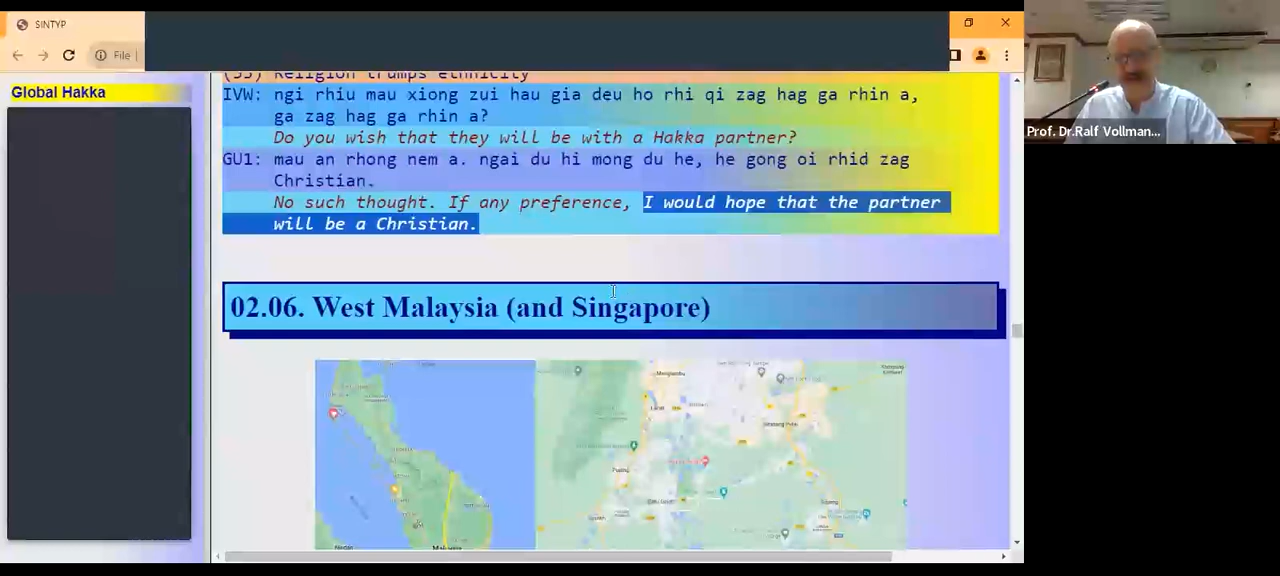 SINTYP
File
Global Hakka
(55) Religion trumps ethnicity
IVW: ngi rhiu mau xiong zui hau gia deu ho rhi qi zag hag ga rhin a,
ga zag hag ga rhin a?
Do you wish that they will be with a Hakka partner?
GU1: mau an rhong nem a. ngai du hi mong du he, he gong oi rhid zag
Christian.
No such thought. If any preference, I would hope that the partner
will be a Christian.
02.06. West Malaysia (and Singapore)
Prof. Dr.Ralf Vollman...